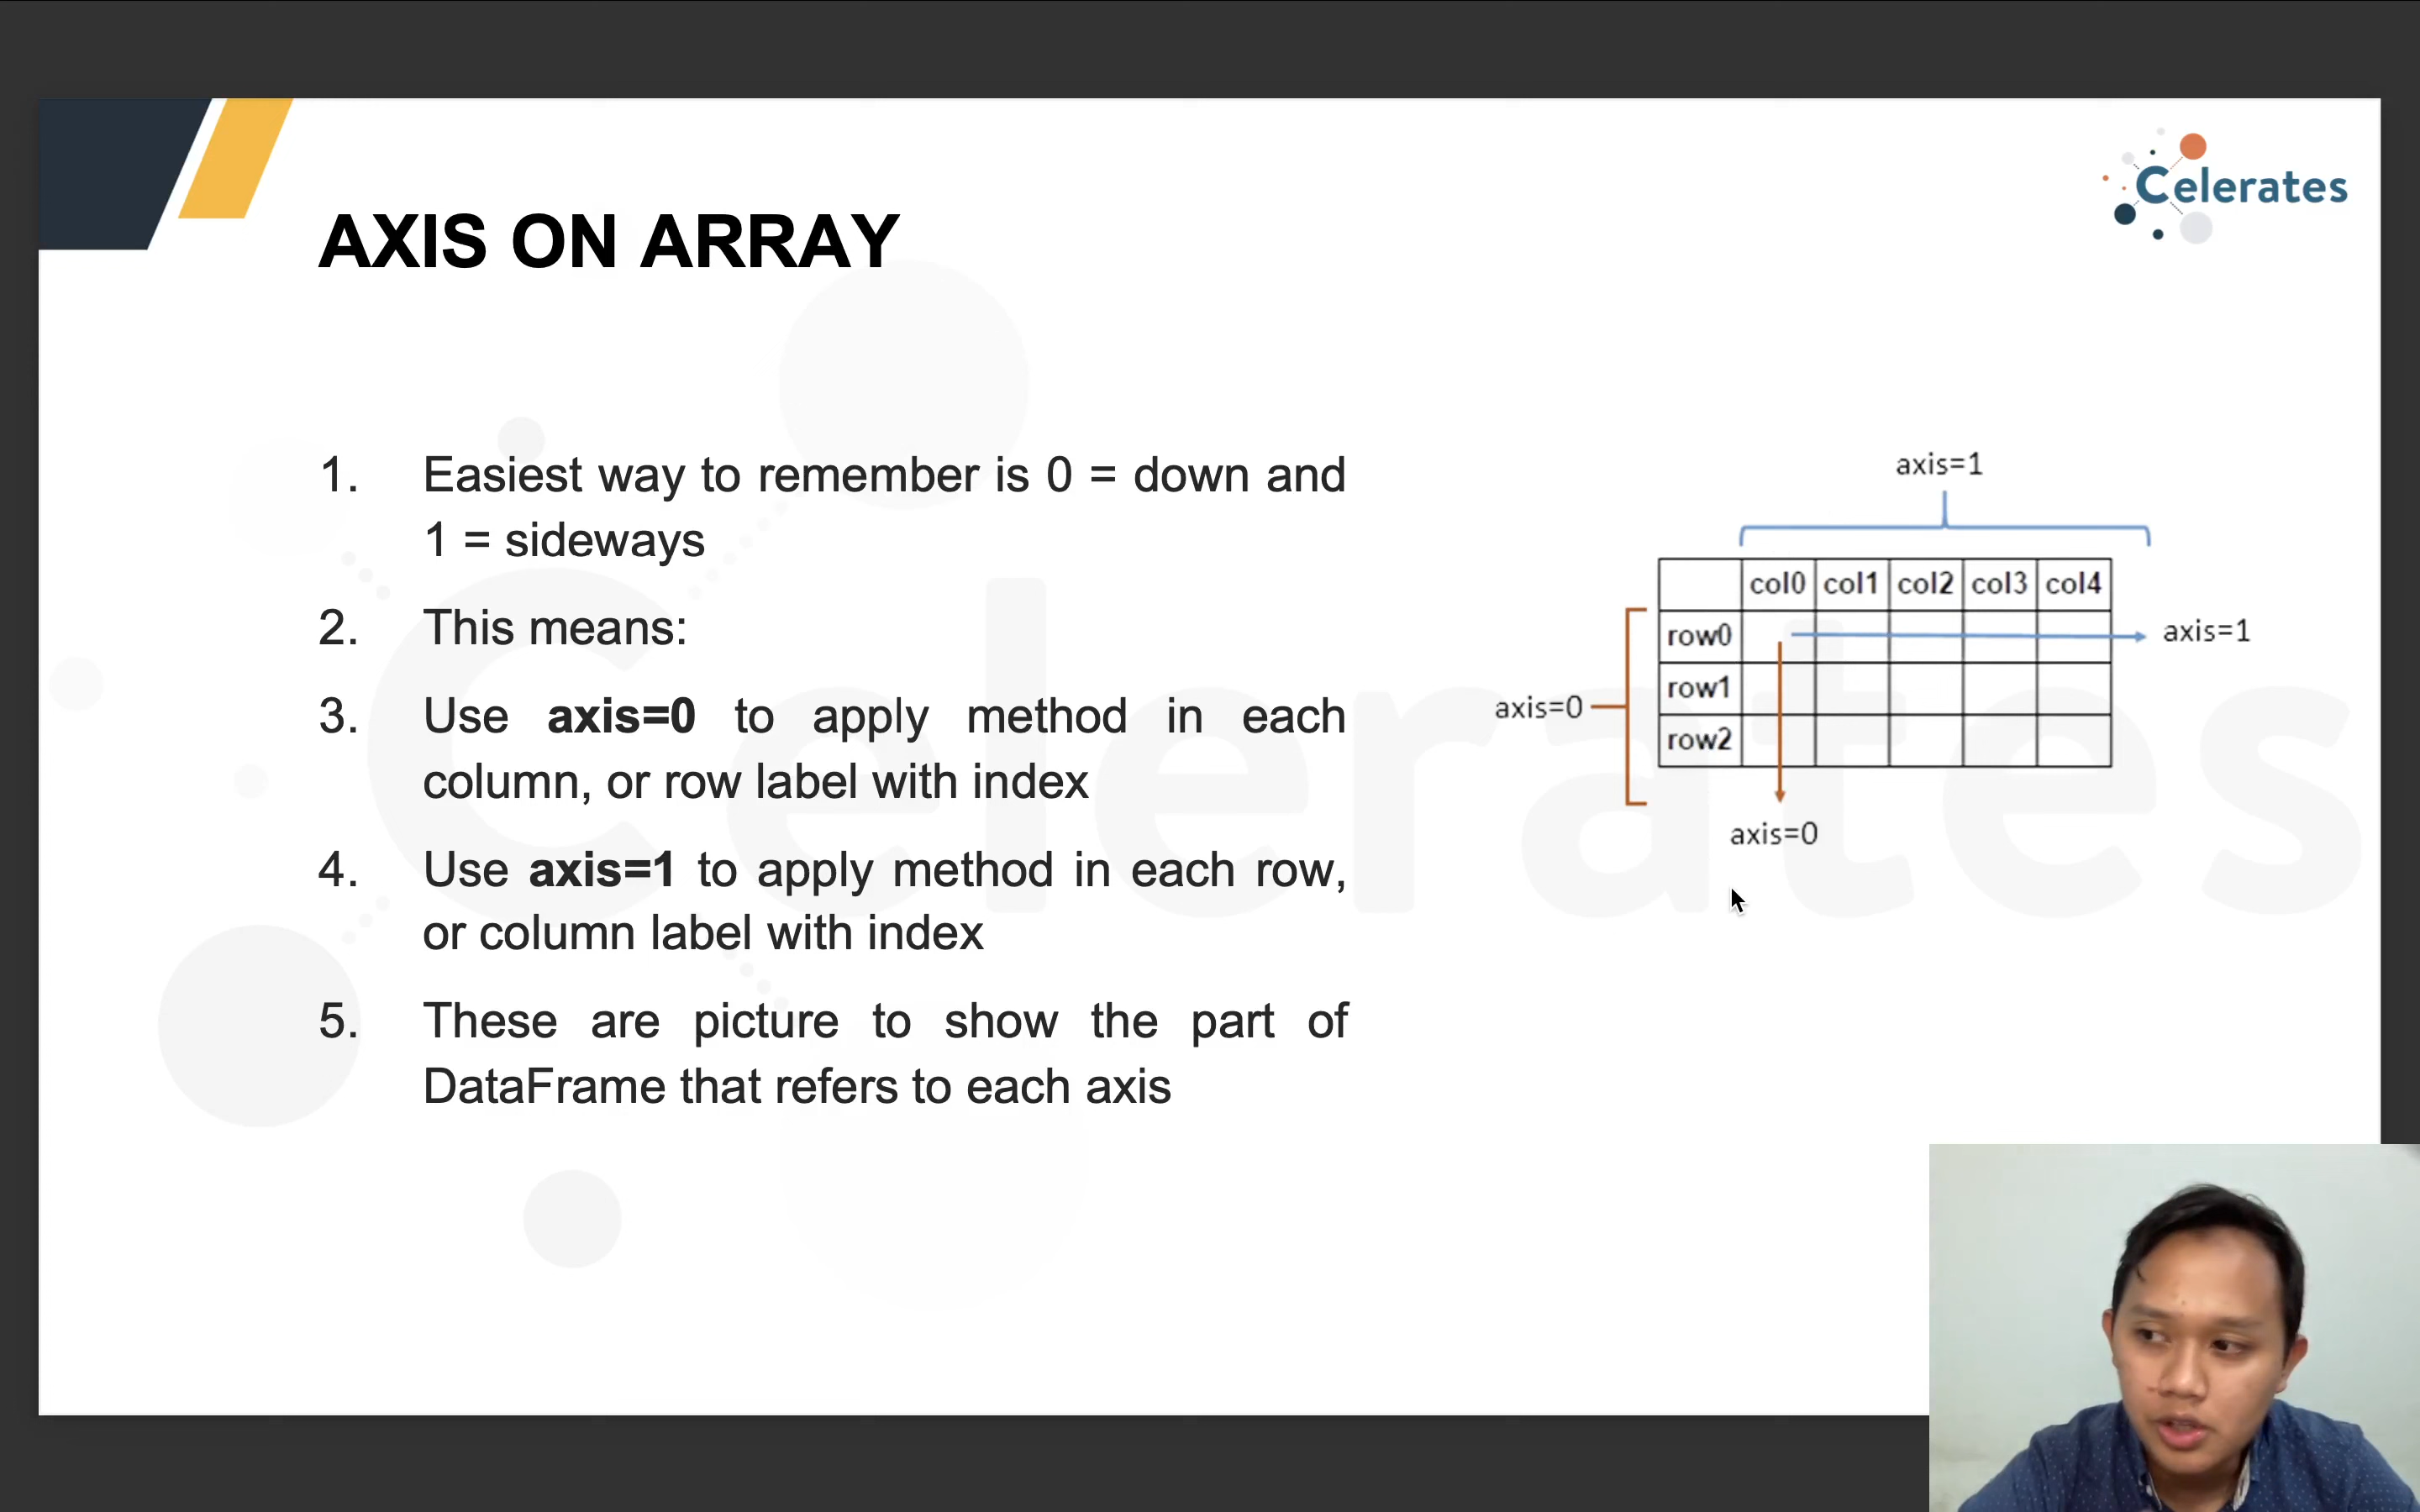 Celerates
AXIS ON ARRAY
1. Easiest way to remember is 0 = down and
1 = sideways
2. This means:
3. Use axis=0 to apply method in each
column, or row label with index
4. Use axis=1 to apply method in each row,
or column label with index
5. These are picture to show the part of
DataFrame that refers to each axis
axis=1
col0 col1 col2 col3 col4
row0
axis=1
row1
axis=0
row2
axis=0
Celerates